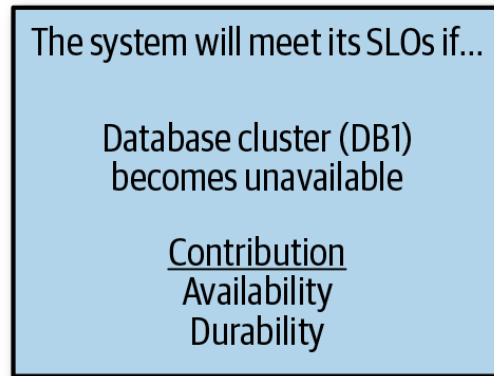 The system will meet its SLOs if...
Database cluster (DB1)
becomes unavailable
Contribution
Availability
Durability